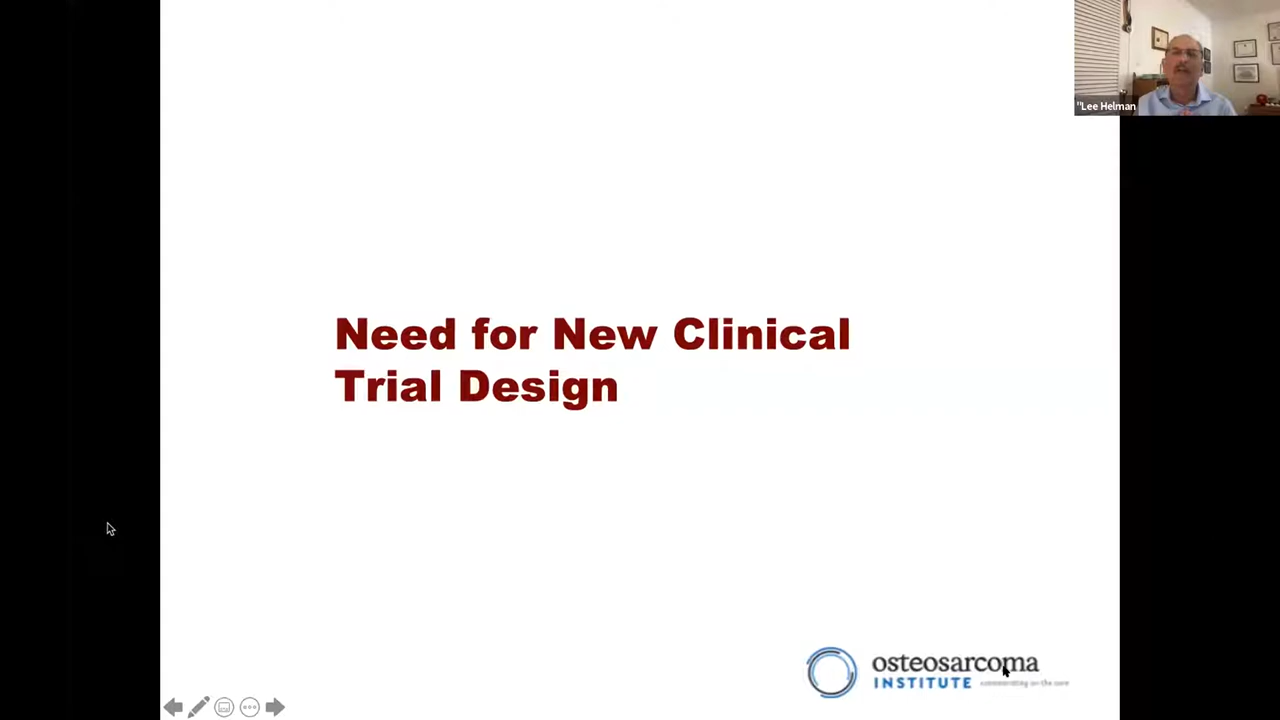 "Lee Helman
Need for New Clinical
Trial Design
osteosarcoma
INSTITUTE